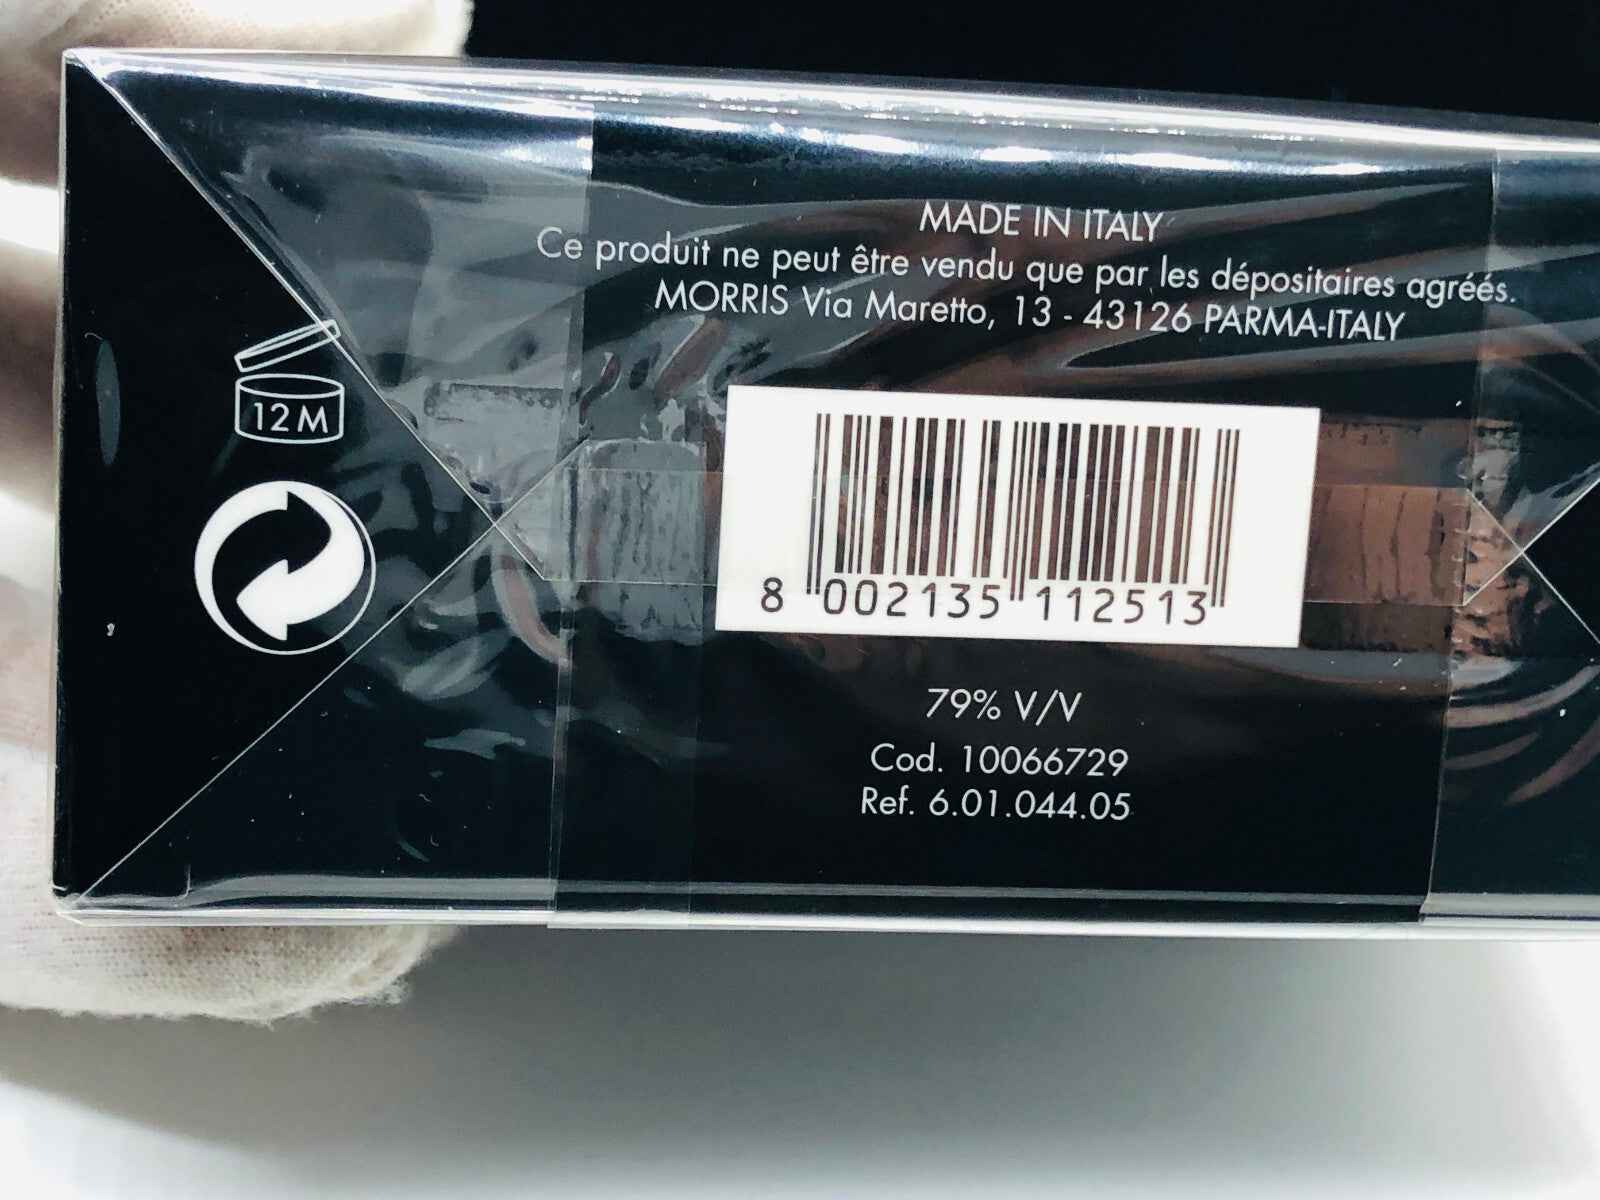 MADE IN ITALY
Ce produit ne peut être vendu que par les dépositaires agréés.
MORRIS Via Maretto, 13 - 43126 PARMA-ITALY
12M
8 002135 112513
79% V/V
Cod. 10066729
Ref. 6.01.044.05